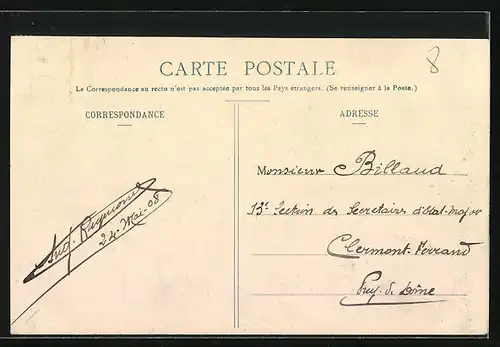 CARTE POSTALE
La Correspondance au recto n'est pas acceptée par tous les Pays étrangers. (Se renseigner à la Poste.)
8
CORRESPONDANCE
24-Mai-08
ADRESSE
Monsieur Billaud
13e Section de Secretaires d'Etat-Major
Clermont-Ferrand
Puy-de-Dôme